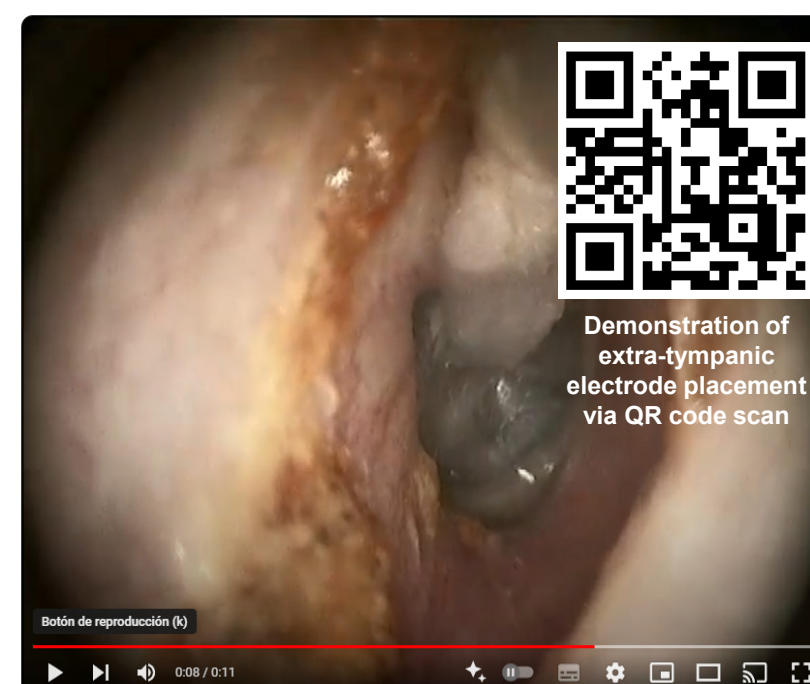 Demonstration of
extra-tympanic
electrode placement
via QR code scan
Botón de reproducción (k)
0:08 / 0:11